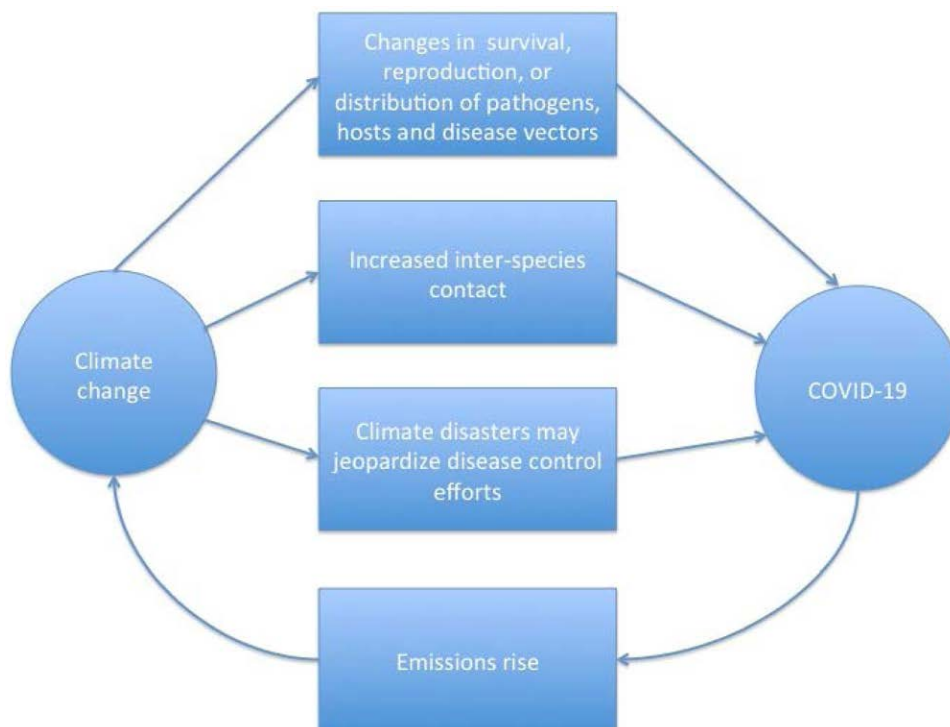 Changes in survival,
reproduction, or
distribution of pathogens,
hosts and disease vectors
Increased inter-species
contact
Climate
change
COVID-19
Climate disasters may
jeopardize disease control
efforts
Emissions rise